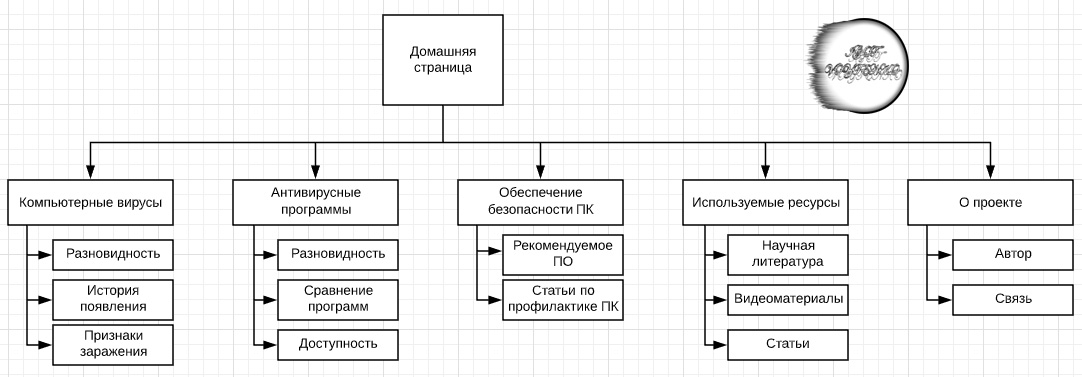 Домашняя
страница
Компьютерные вирусы
Антивирусные
программы
Обеспечение
безопасности ПК
Используемые ресурсы
О проекте
Разновидность
История
появления
Признаки
заражения
Разновидность
Сравнение
программ
Доступность
Рекомендуемое
ПО
Статьи по
профилактике ПК
Научная
литература
Видеоматериалы
Статьи
Автор
Связь